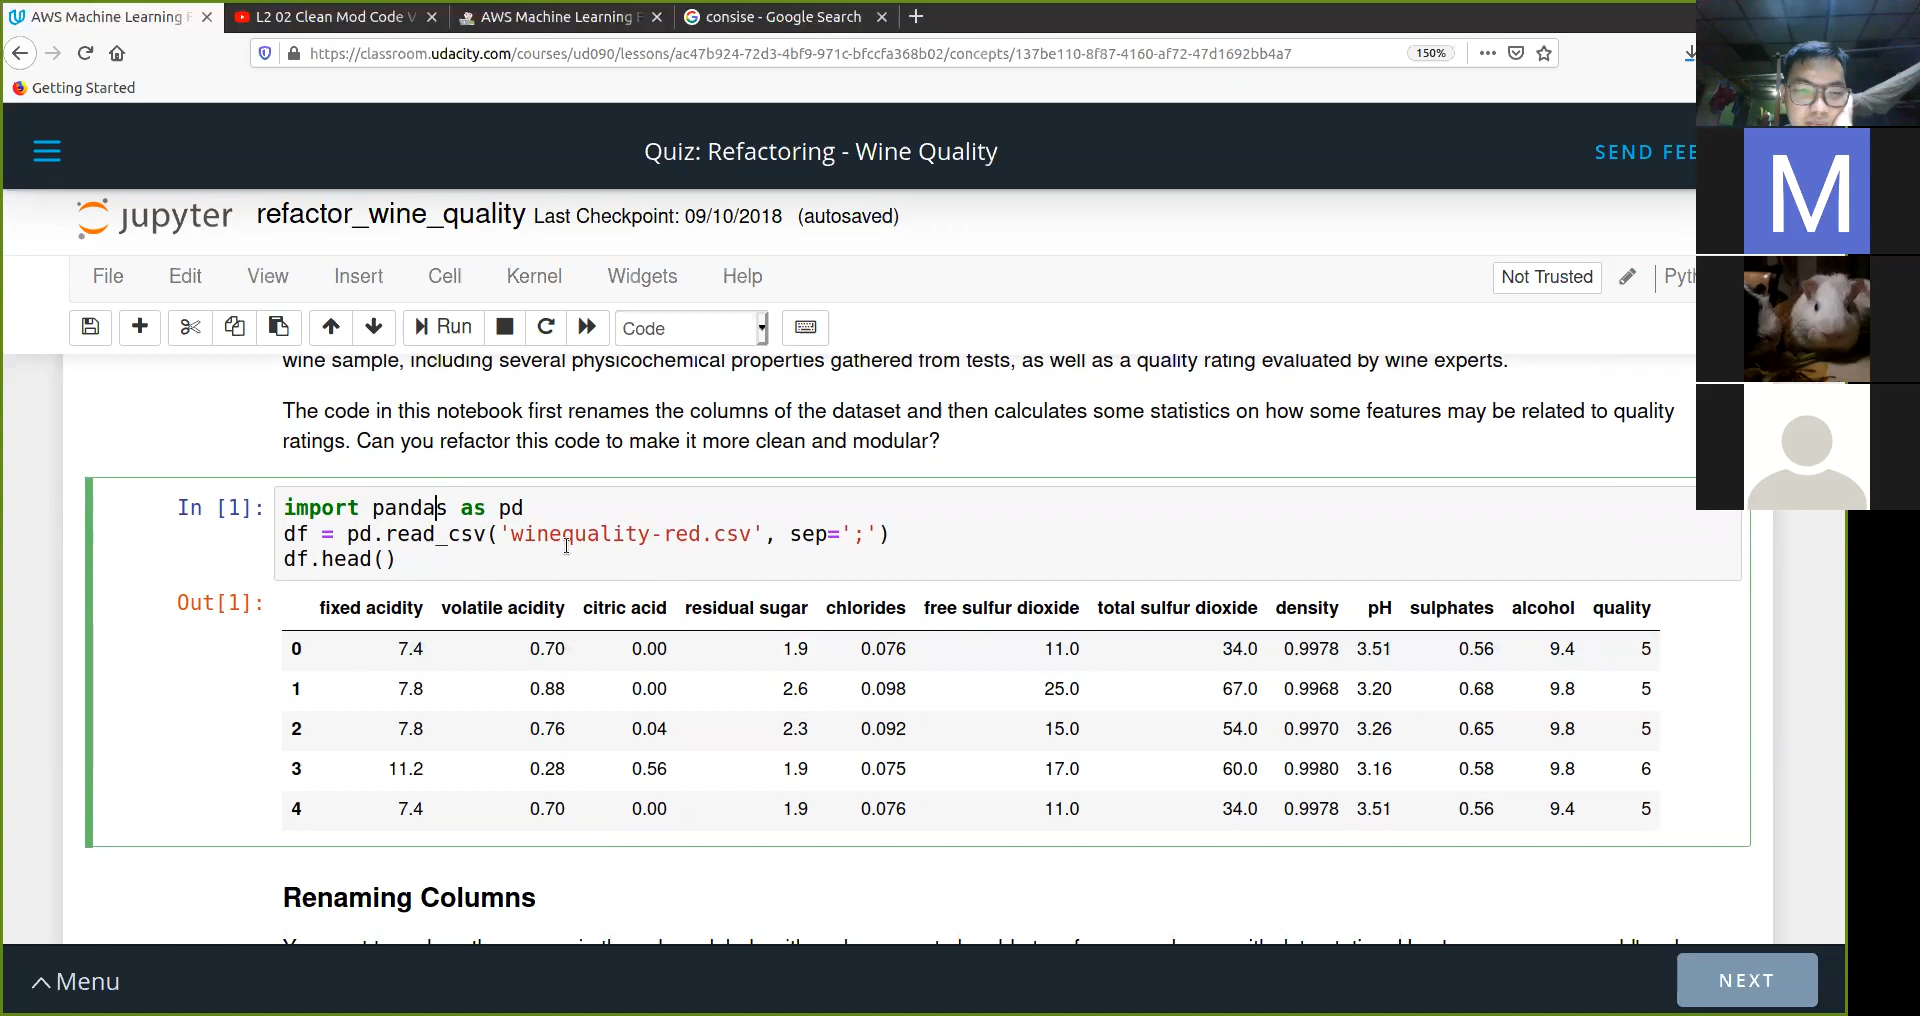 AWS Machine Learning F
L2 02 Clean Mod Code V
AWS Machine Learning F
consise - Google Search
https://classroom.udacity.com/courses/ud090/lessons/ac47b924-72d3-4bf9-971c-bfccfa368b02/concepts/137be110-8f87-4160-af72-47d1692bb4a7
150%
Getting Started
Quiz: Refactoring - Wine Quality
SEND FEE
jupyter refactor_wine_quality Last Checkpoint: 09/10/2018 (autosaved)
File Edit View Insert Cell Kernel Widgets Help
Not Trusted
Pyth
Run
Code
wine sample, including several physicochemical properties gathered from tests, as well as a quality rating evaluated by wine experts.
The code in this notebook first renames the columns of the dataset and then calculates some statistics on how some features may be related to quality
ratings. Can you refactor this code to make it more clean and modular?
In [1]: import pandas as pd
df = pd.read_csv('winequality-red.csv', sep=';')
df.head()
Out[1]:
fixed acidity volatile acidity citric acid residual sugar chlorides free sulfur dioxide total sulfur dioxide density pH sulphates alcohol quality
0 7.4 0.70 0.00 1.9 0.076 11.0 34.0 0.9978 3.51 0.56 9.4 5
1 7.8 0.88 0.00 2.6 0.098 25.0 67.0 0.9968 3.20 0.68 9.8 5
2 7.8 0.76 0.04 2.3 0.092 15.0 54.0 0.9970 3.26 0.65 9.8 5
3 11.2 0.28 0.56 1.9 0.075 17.0 60.0 0.9980 3.16 0.58 9.8 6
4 7.4 0.70 0.00 1.9 0.076 11.0 34.0 0.9978 3.51 0.56 9.4 5
Renaming Columns
Menu
NEXT
M